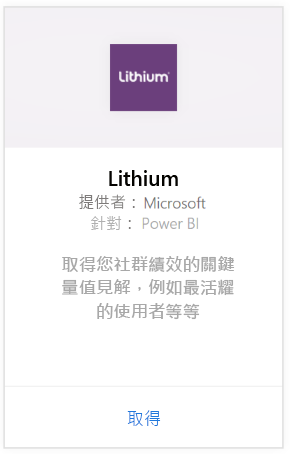 Lithium
Lithium
提供者： Microsoft
針對： Power BI
取得您社群績效的關鍵
量值見解，例如最活耀
的使用者等等
取得